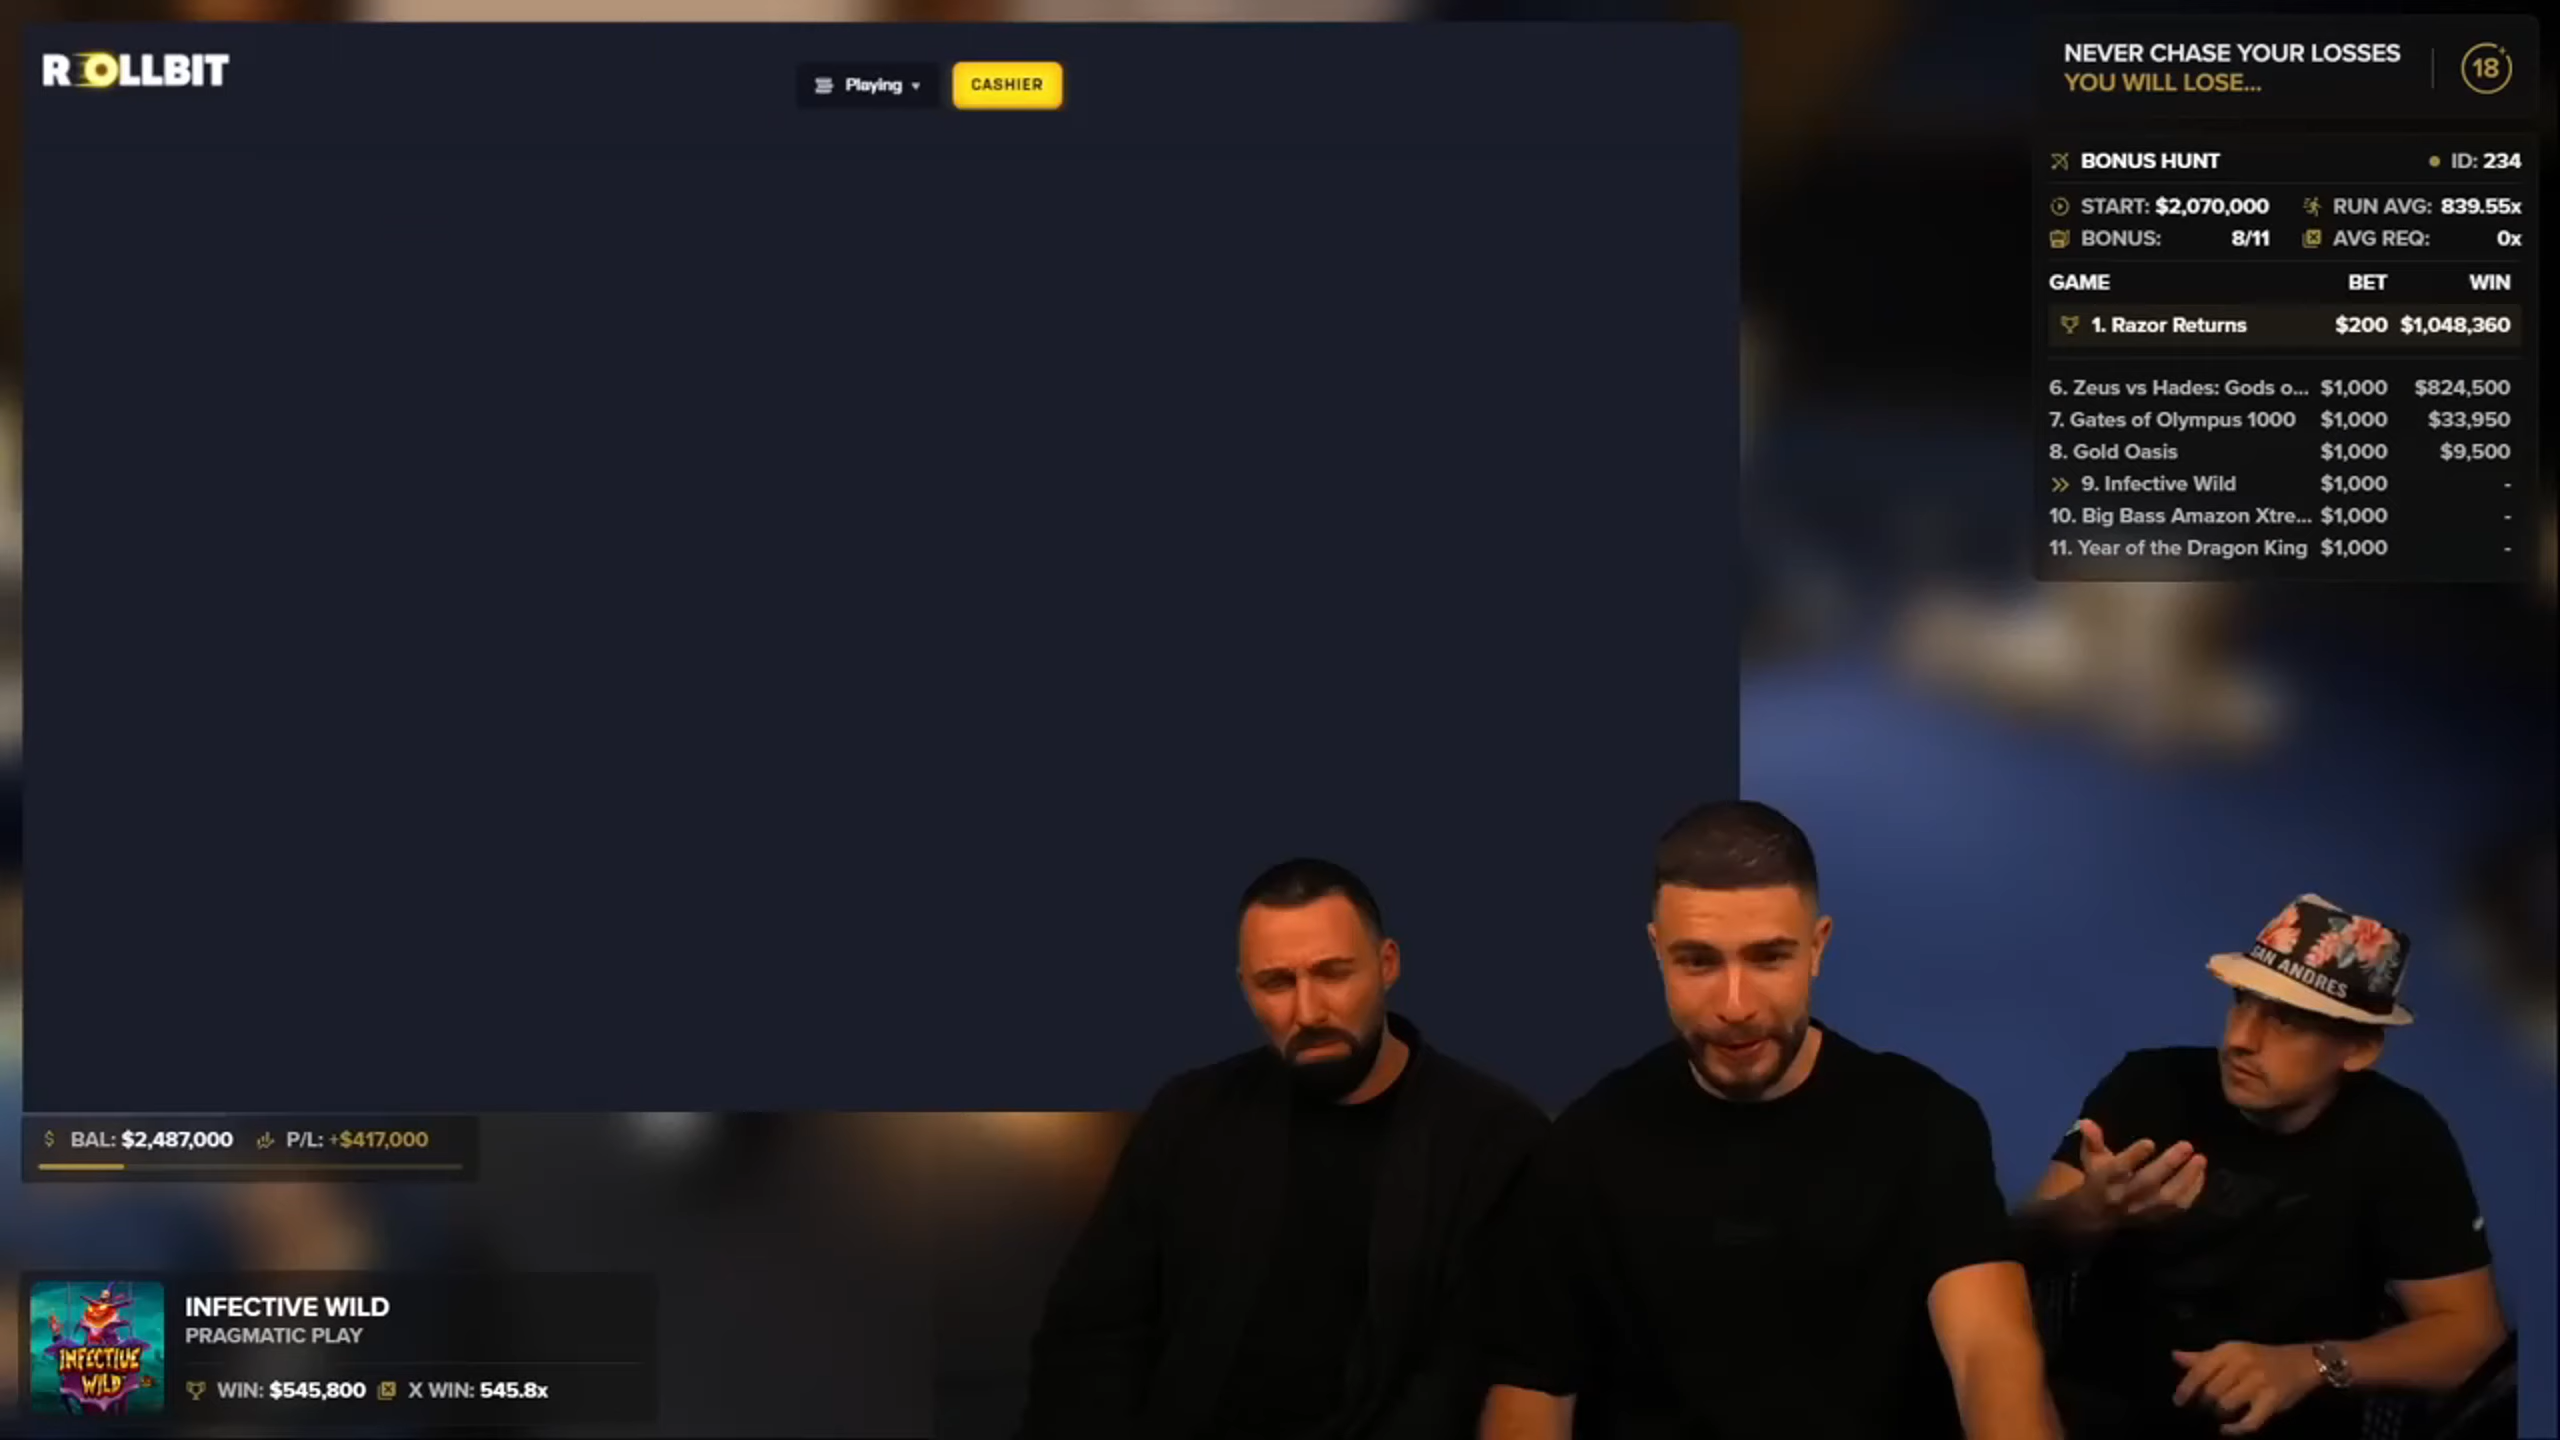 ROLLBIT
Playing
CASHIER
NEVER CHASE YOUR LOSSES
YOU WILL LOSE...
18+
BONUS HUNT ID: 234
START: $2,070,000 RUN AVG: 839.55x
BONUS: 8/11 AVG REQ: 0x
GAME BET WIN
1. Razor Returns $200 $1,048,360
6. Zeus vs Hades: Gods o... $1,000 $824,500
7. Gates of Olympus 1000 $1,000 $33,950
8. Gold Oasis $1,000 $9,500
9. Infective Wild $1,000 -
10. Big Bass Amazon Xtre... $1,000 -
11. Year of the Dragon King $1,000 -
SAN ANDRES
BAL: $2,487,000 P/L: +$417,000
INFECTIVE WILD
INFECTIVE WILD
PRAGMATIC PLAY
WIN: $545,800 X WIN: 545.8x